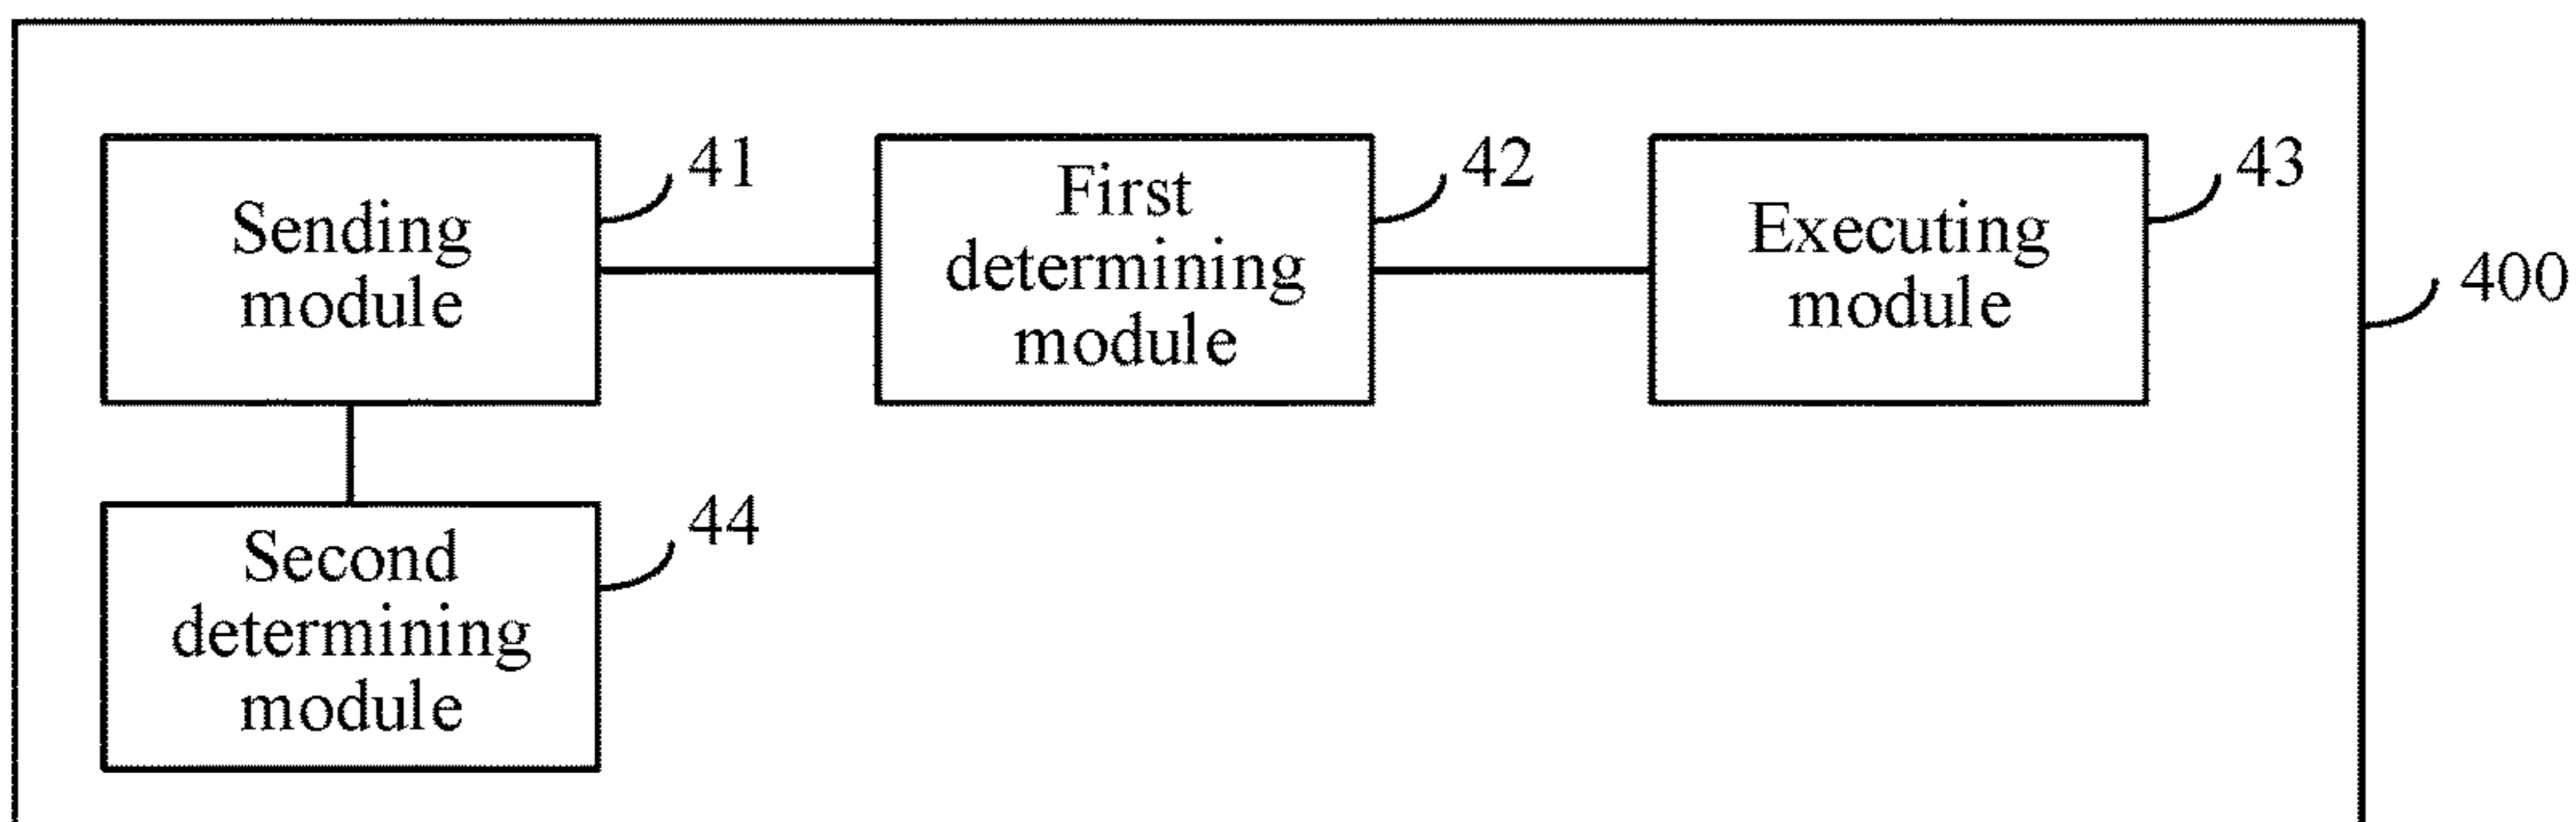 Sending
module
41
First
determining
module
42
Executing
module
43
400
Second
determining
module
44